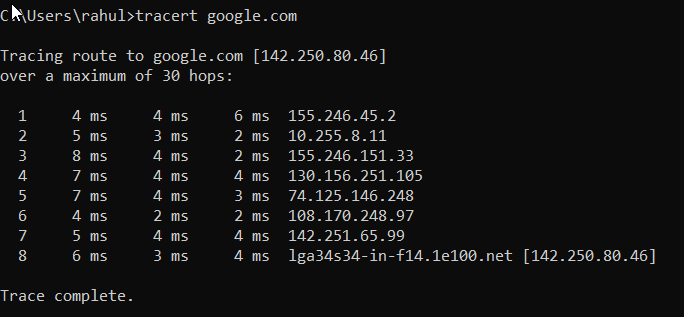 C:\Users\rahul>tracert google.com
Tracing route to google.com [142.250.80.46]
over a maximum of 30 hops:
1 4 ms 4 ms 6 ms 155.246.45.2
2 5 ms 3 ms 2 ms 10.255.8.11
3 8 ms 4 ms 2 ms 155.246.151.33
4 7 ms 4 ms 4 ms 130.156.251.105
5 7 ms 4 ms 3 ms 74.125.146.248
6 4 ms 2 ms 2 ms 108.170.248.97
7 5 ms 4 ms 4 ms 142.251.65.99
8 6 ms 3 ms 4 ms lga34s34-in-f14.1e100.net [142.250.80.46]
Trace complete.